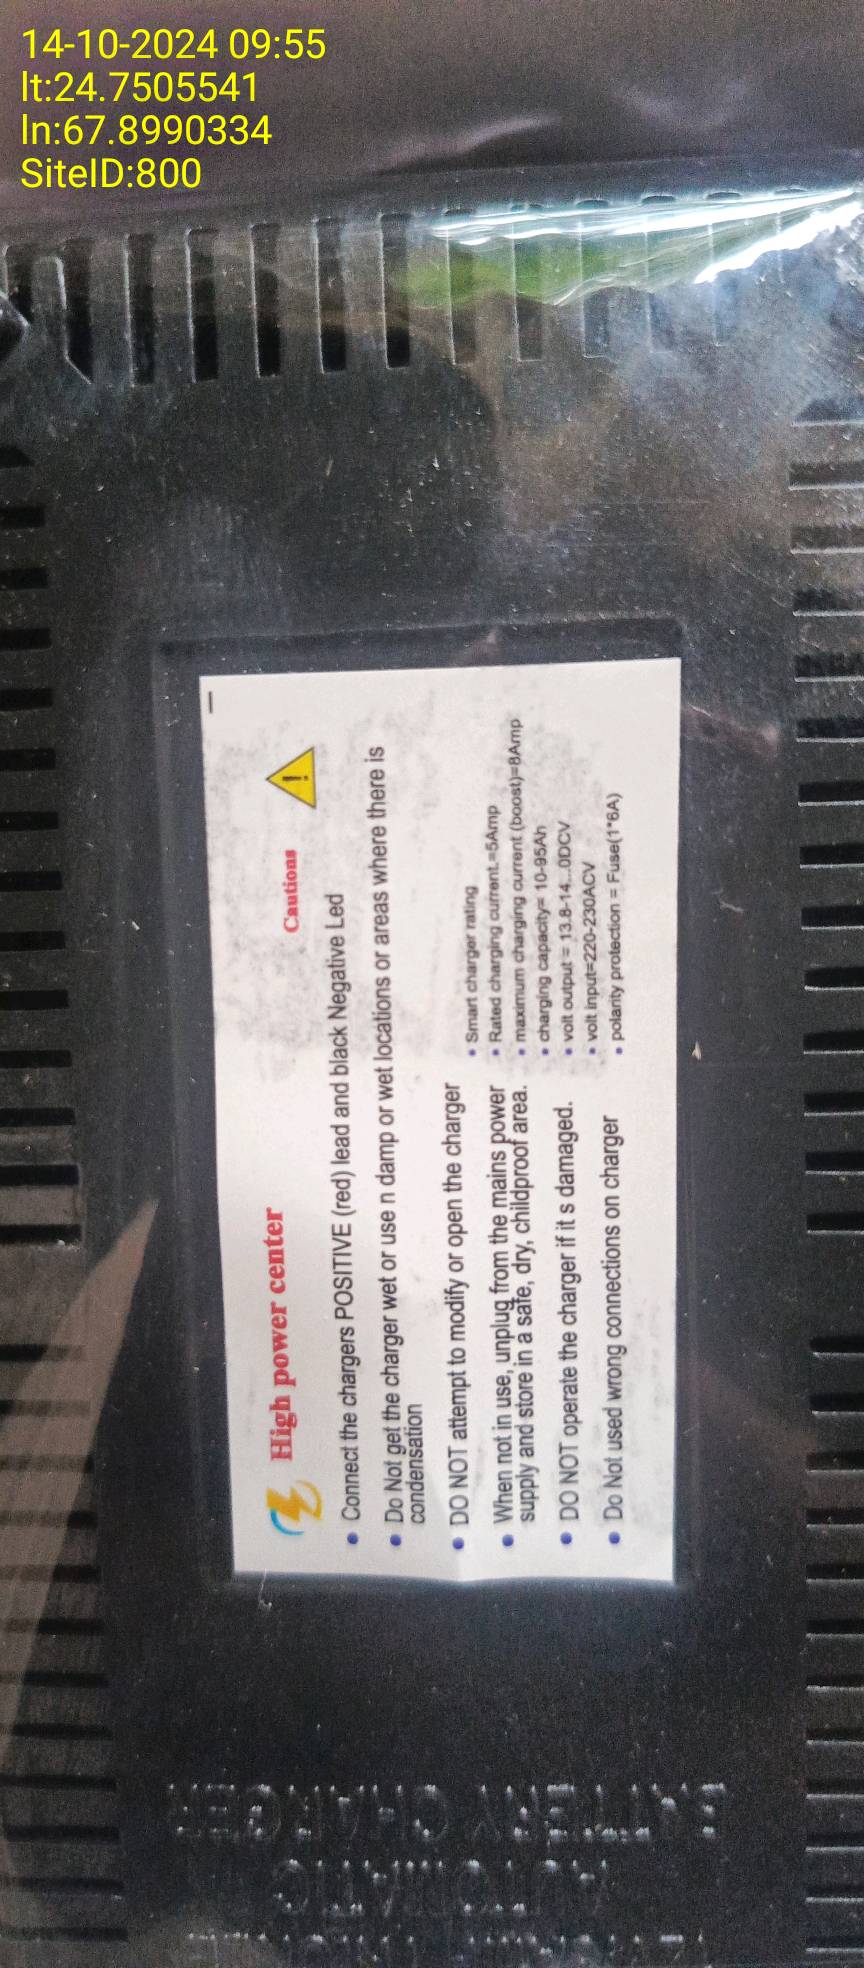 14-10-2024 09:55
lt:24.7505541
ln:67.8990334
SiteID:800
High power center
Cautions
• Connect the chargers POSITIVE (red) lead and black Negative Led
• Do Not get the charger wet or use n damp or wet locations or areas where there is
condensation
• DO NOT attempt to modify or open the charger
• When not in use, unplug from the mains power
supply and store in a safe, dry, childproof area.
• DO NOT operate the charger if it s damaged.
• Do Not used wrong connections on charger
• Smart charger rating
• Rated charging current.=5Amp
• maximum charging current (boost)=8Amp
• charging capacity= 10-95Ah
• volt output = 13.8-14...0DCV
• volt Input=220-230ACV
• polarity protection = Fuse(1*6A)
AUTOMATIC
BATTERY CHARGER